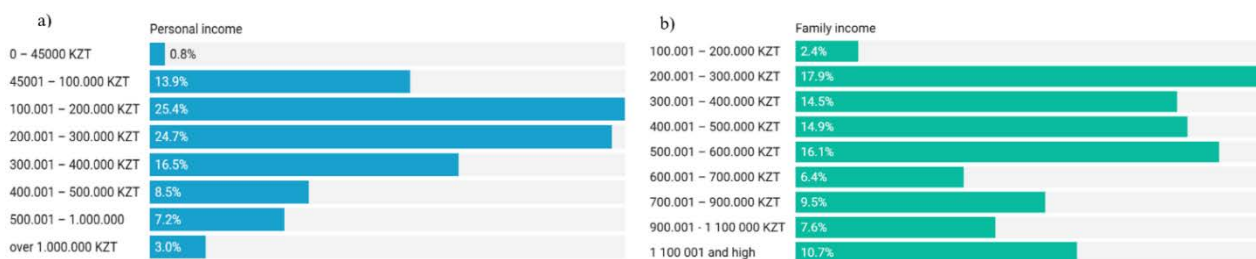 a)
Personal income
0 – 45000 KZT 0.8%
45001 – 100.000 KZT 13.9%
100.001 – 200.000 KZT 25.4%
200.001 – 300.000 KZT 24.7%
300.001 – 400.000 KZT 16.5%
400.001 – 500.000 KZT 8.5%
500.001 – 1.000.000 7.2%
over 1.000.000 KZT 3.0%
b)
Family income
100.001 – 200.000 KZT 2.4%
200.001 – 300.000 KZT 17.9%
300.001 – 400.000 KZT 14.5%
400.001 – 500.000 KZT 14.9%
500.001 – 600.000 KZT 16.1%
600.001 – 700.000 KZT 6.4%
700.001 – 900.000 KZT 9.5%
900.001 - 1 100 000 KZT 7.6%
1 100 001 and high 10.7%